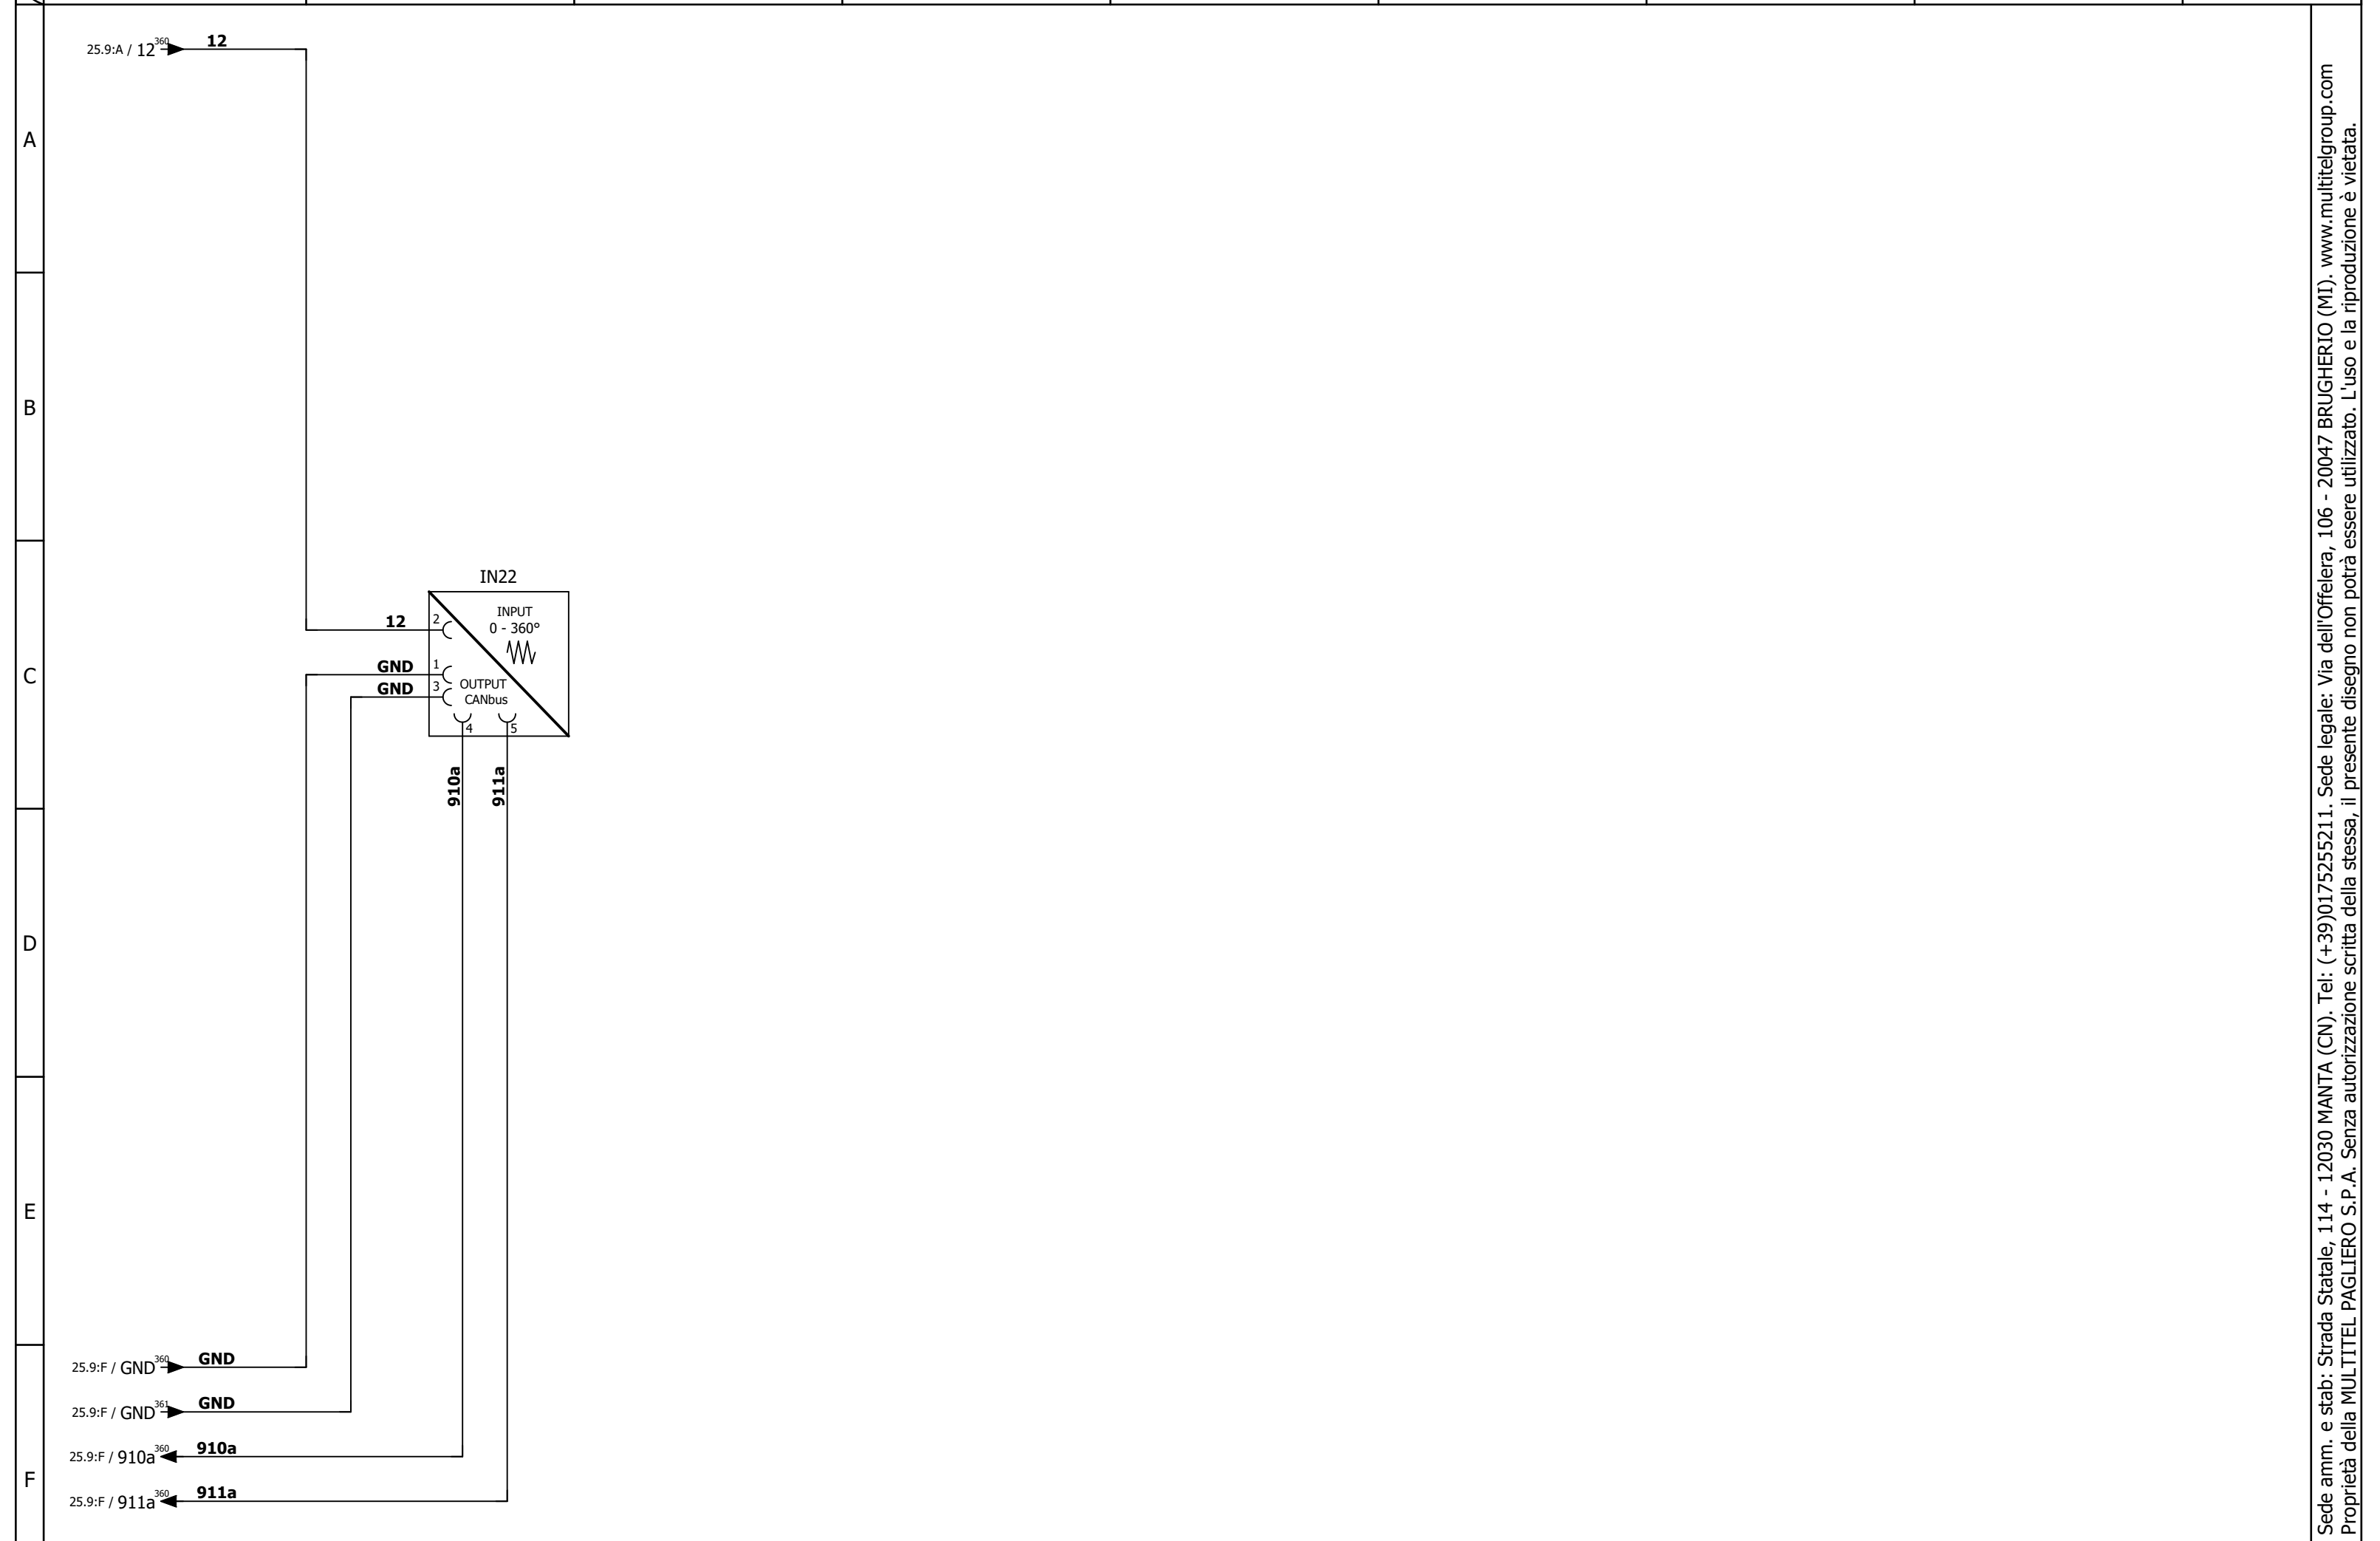 25.9:A / 12 360
12
A
B
IN22
INPUT
0 - 360°
12
2
C
GND
1
GND
3
OUTPUT
CANbus
4
5
910a
911a
D
E
25.9:F / GND 360
GND
25.9:F / GND 361
GND
25.9:F / 910a 360
910a
F
25.9:F / 911a 360
911a
Sede amm. e stab: Strada Statale, 114 - 12030 MANTA (CN). Tel: (+39)0175255211. Sede legale: Via dell'Offelera, 106 - 20047 BRUGHERIO (MI). www.multitelgroup.com
Proprietà della MULTITEL PAGLIERO S.P.A. Senza autorizzazione scritta della stessa, il presente disegno non potrà essere utilizzato. L'uso e la riproduzione è vietata.